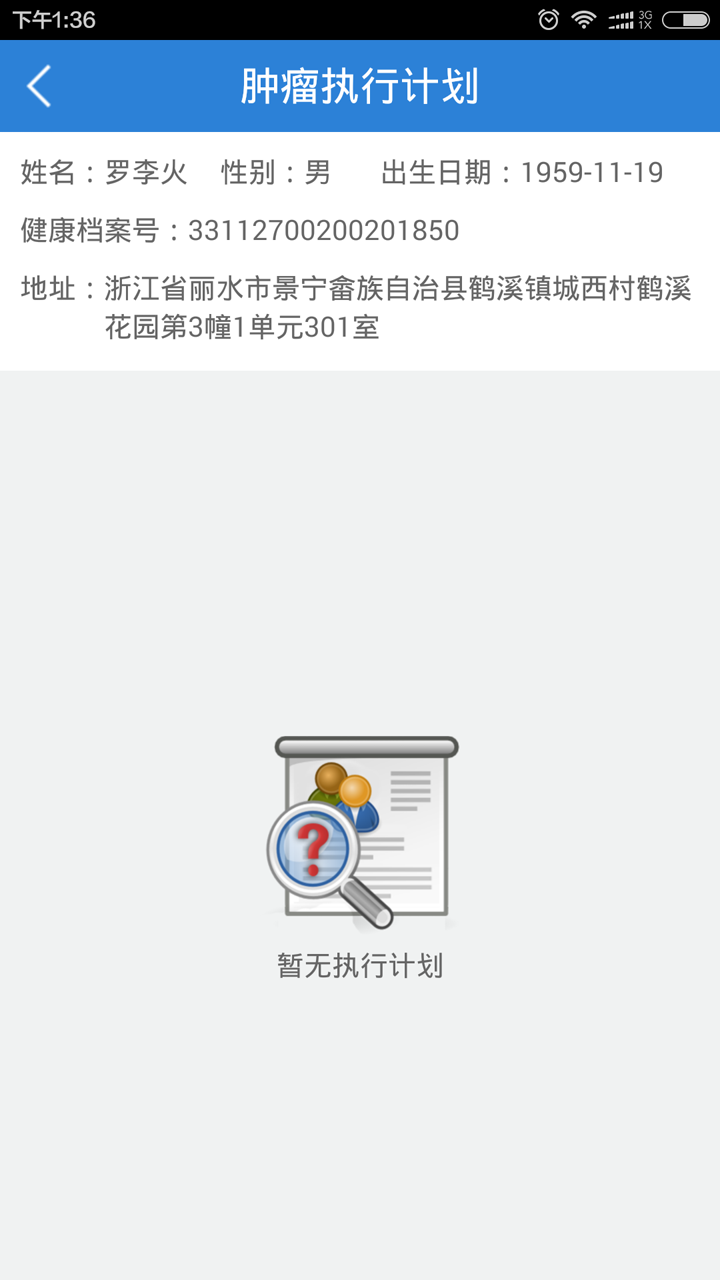 下午1:36
3G
1X
肿瘤执行计划
姓名：罗李火 性别：男 出生日期：1959-11-19
健康档案号：33112700200201850
地址：浙江省丽水市景宁畲族自治县鹤溪镇城西村鹤溪
花园第3幢1单元301室
?
暂无执行计划